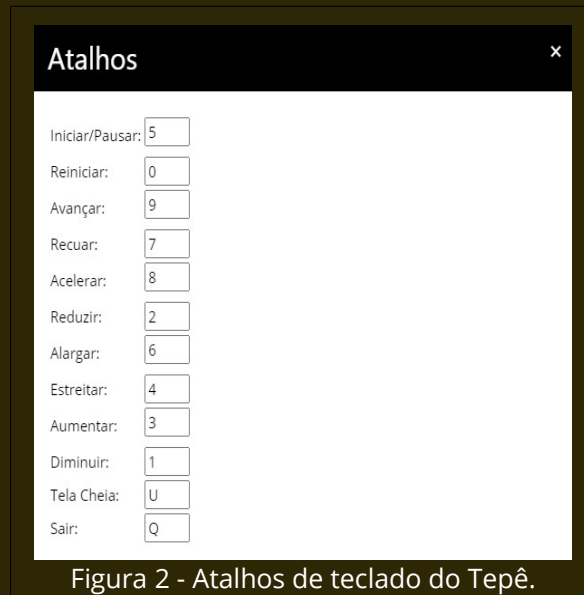 Atalhos ×
Iniciar/Pausar: 5
Reiniciar: 0
Avançar: 9
Recuar: 7
Acelerar: 8
Reduzir: 2
Alargar: 6
Estreitar: 4
Aumentar: 3
Diminuir: 1
Tela Cheia: U
Sair: Q
Figura 2 - Atalhos de teclado do Tepê.